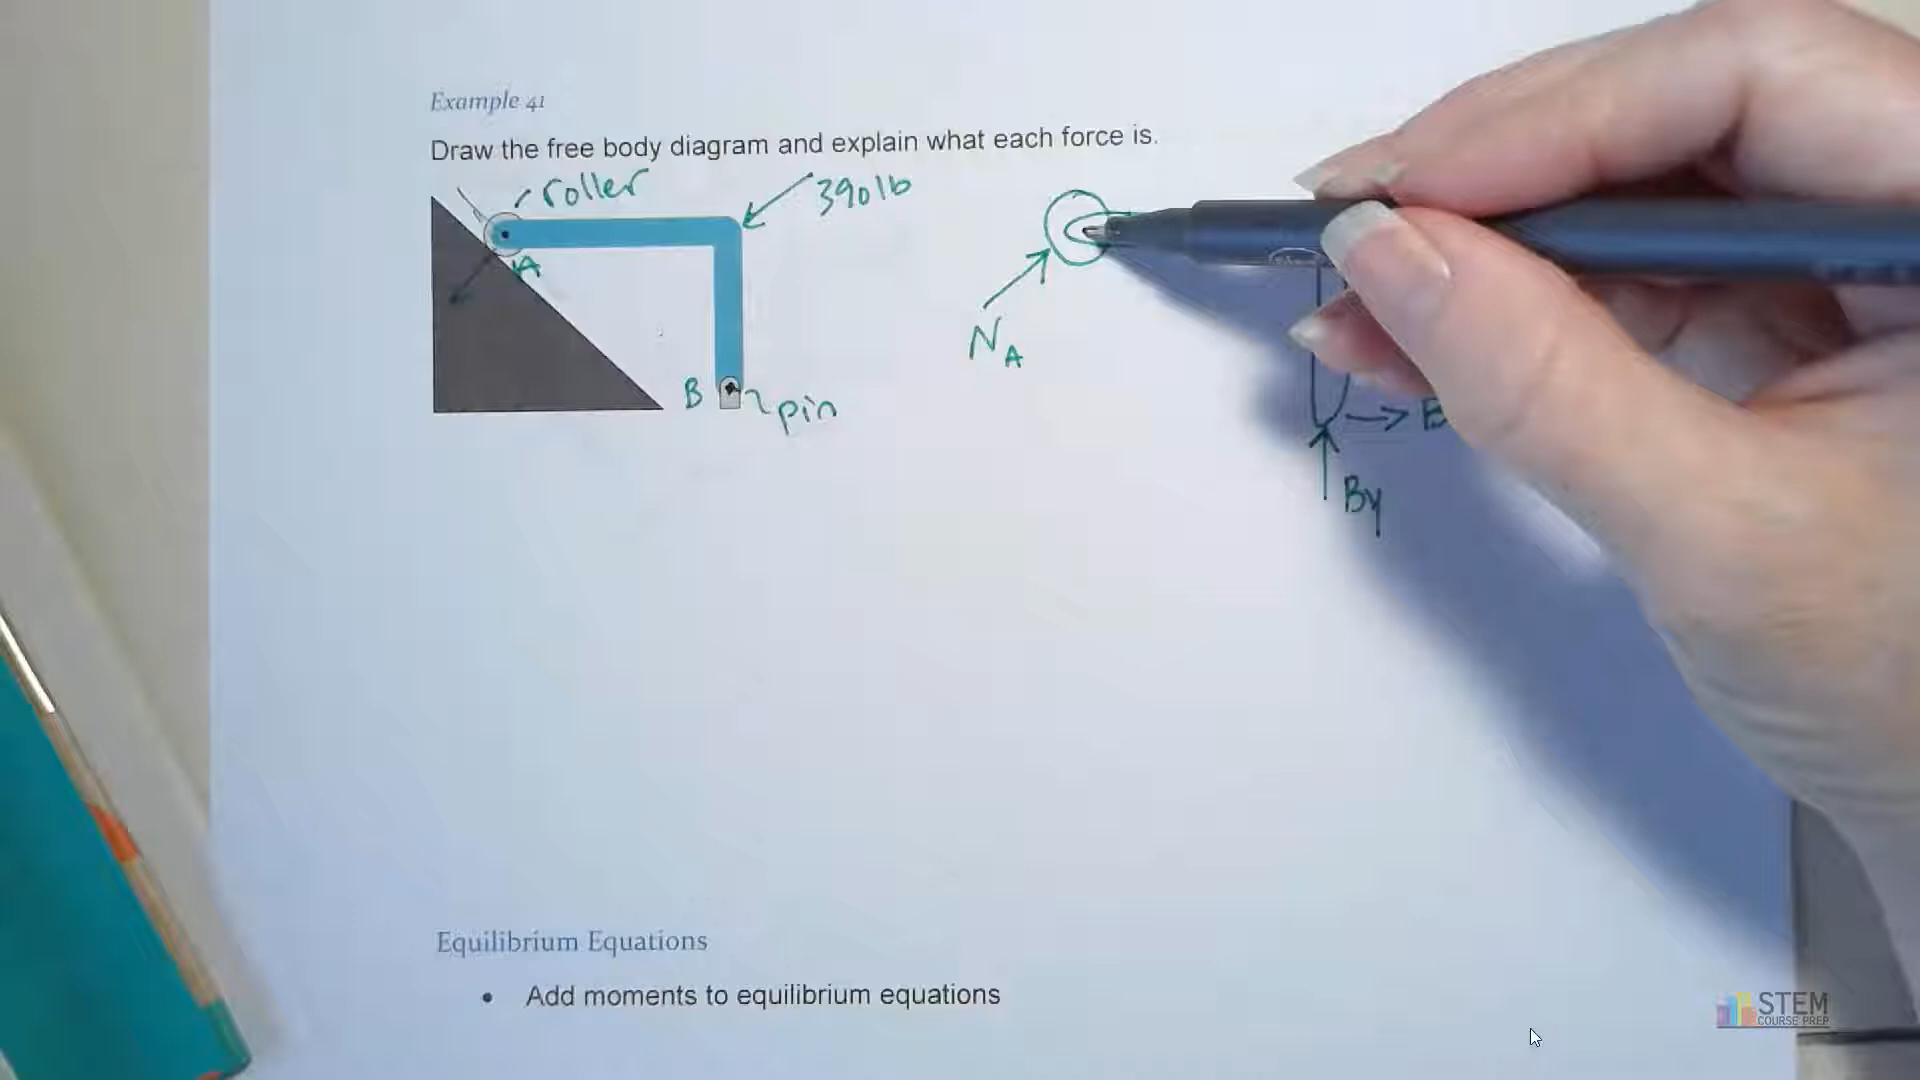 Example 41
Draw the free body diagram and explain what each force is.
roller
390 lb
A
B
pin
N A
By
Equilibrium Equations
• Add moments to equilibrium equations
STEM
COURSE PREP